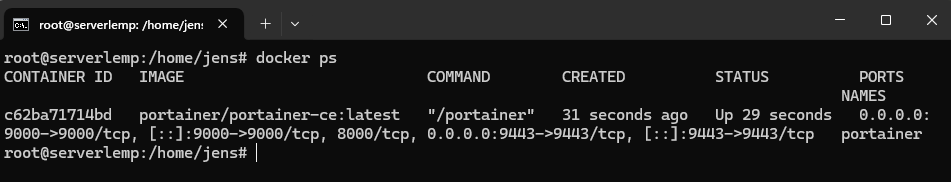 root@serverlemp: /home/jens
root@serverlemp:/home/jens# docker ps
CONTAINER ID   IMAGE                           COMMAND        CREATED          STATUS          PORTS
                                                                                            NAMES
c62ba71714bd   portainer/portainer-ce:latest   "/portainer"   31 seconds ago   Up 29 seconds   0.0.0.0:
9000->9000/tcp, [::]:9000->9000/tcp, 8000/tcp, 0.0.0.0:9443->9443/tcp, [::]:9443->9443/tcp   portainer
root@serverlemp:/home/jens#